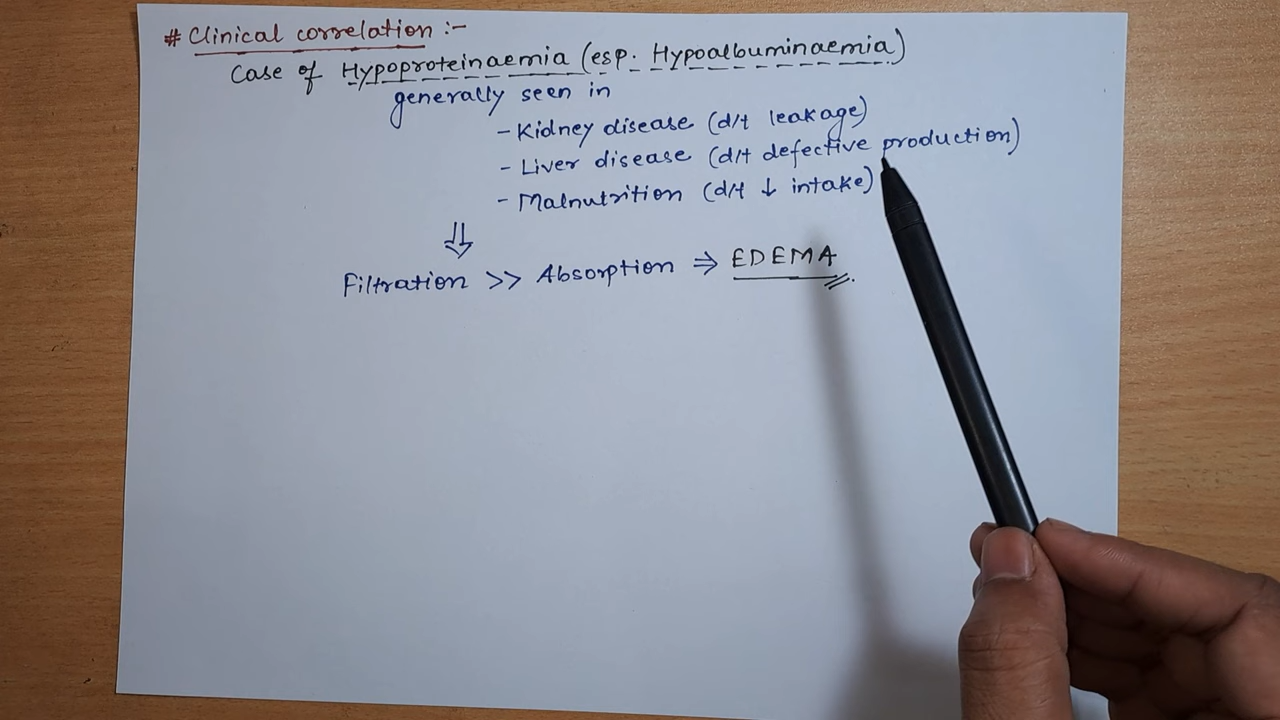 # Clinical correlation :-
Case of Hypoproteinaemia (esp. Hypoalbuminaemia)
generally seen in
- Kidney disease (d/t leakage)
- Liver disease (d/t defective production)
- Malnutrition (d/t ↓ intake)
⇓
Filtration >> Absorption ⇒ EDEMA